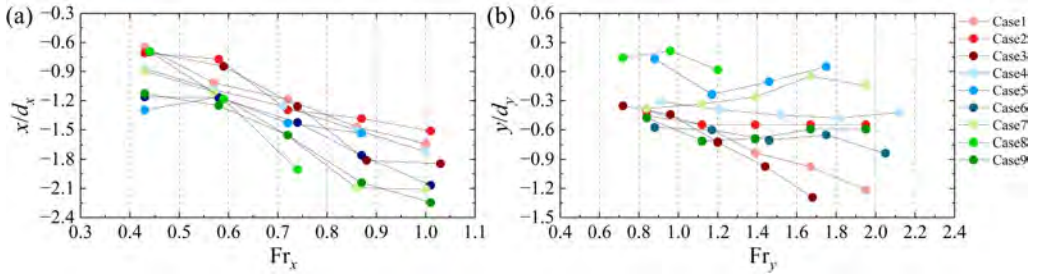 (a)
−0.3
−0.6
−0.9
−1.2
−1.5
−1.8
−2.1
−2.4
x/dx
0.3 0.4 0.5 0.6 0.7 0.8 0.9 1.0 1.1
Frx
(b)
0.6
0.3
0.0
−0.3
−0.6
−0.9
−1.2
−1.5
y/dy
0.4 0.6 0.8 1.0 1.2 1.4 1.6 1.8 2.0 2.2 2.4
Fry
Case1
Case2
Case3
Case4
Case5
Case6
Case7
Case8
Case9